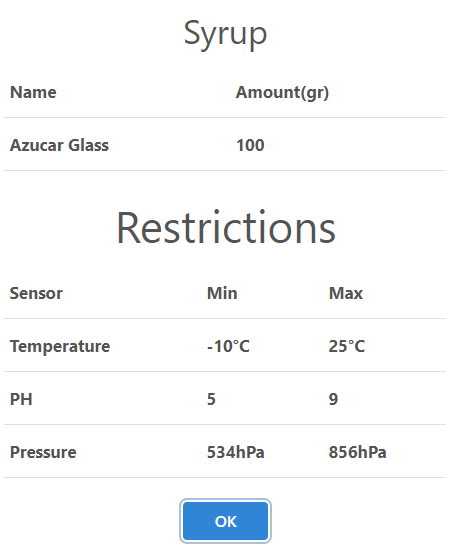 Syrup
Name Amount(gr)
Azucar Glass 100
Restrictions
Sensor Min Max
Temperature -10°C 25°C
PH 5 9
Pressure 534hPa 856hPa
OK